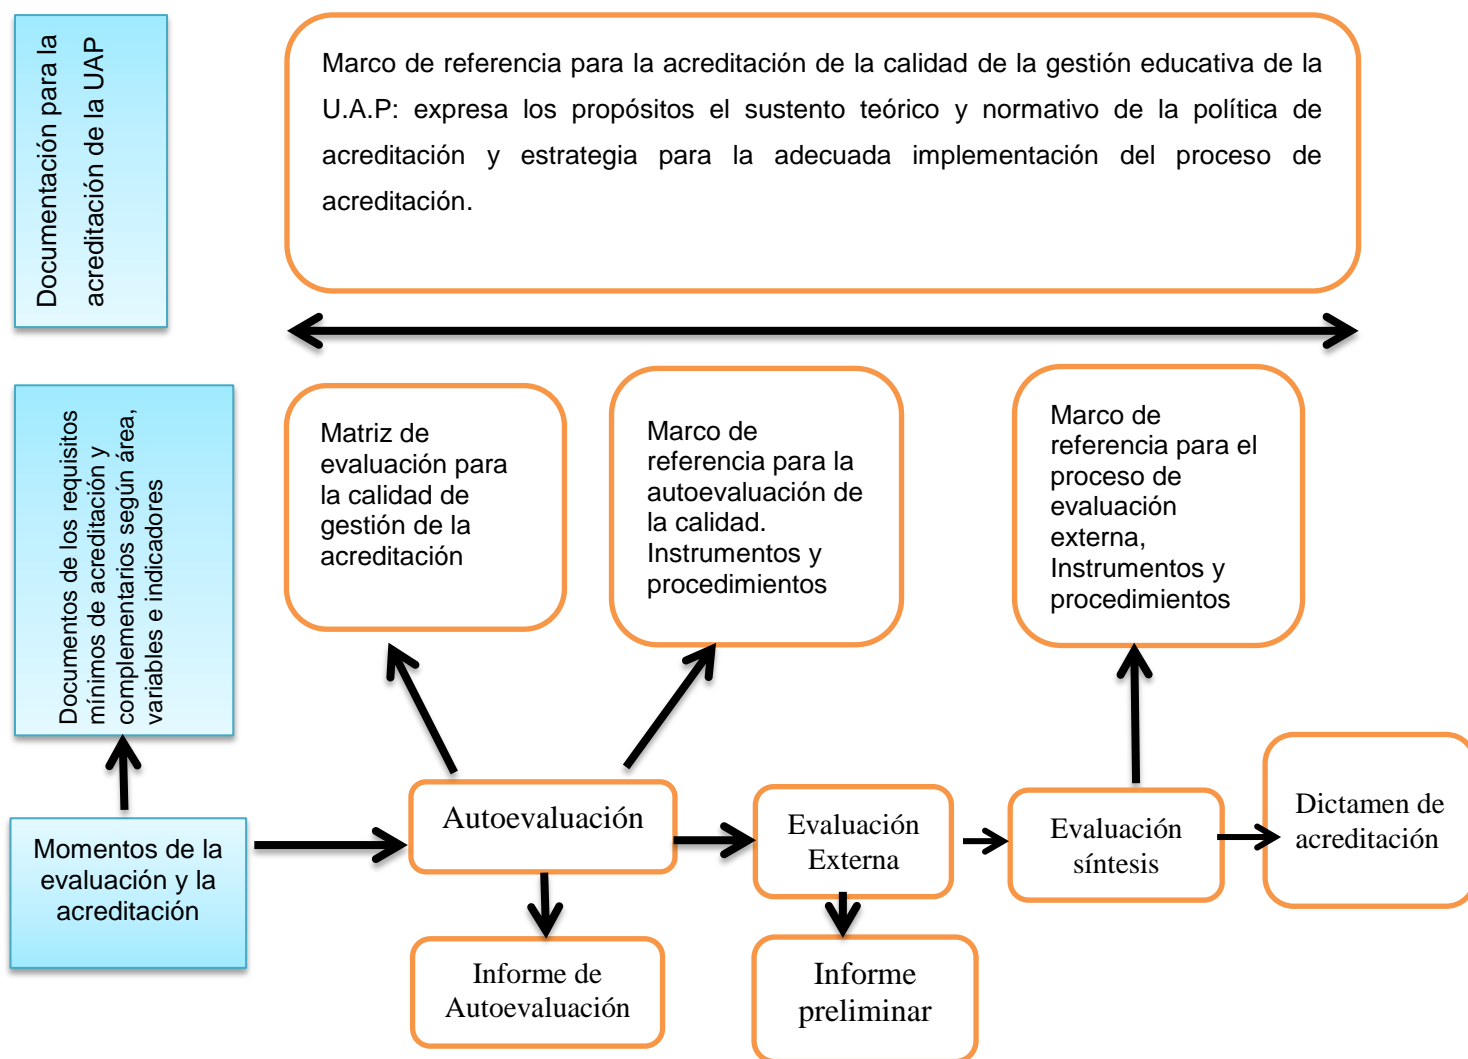 Documentación para la
acreditación de la UAP
Marco de referencia para la acreditación de la calidad de la gestión educativa de la
U.A.P: expresa los propósitos el sustento teórico y normativo de la política de
acreditación y estrategia para la adecuada implementación del proceso de
acreditación.
Documentos de los requisitos
mínimos de acreditación y
complementarios según área,
variables e indicadores
Matriz de
evaluación para
la calidad de
gestión de la
acreditación
Marco de
referencia para la
autoevaluación de
la calidad.
Instrumentos y
procedimientos
Marco de
referencia para el
proceso de
evaluación
externa,
Instrumentos y
procedimientos
Momentos de la
evaluación y la
acreditación
Autoevaluación
Evaluación
Externa
Evaluación
síntesis
Dictamen de
acreditación
Informe de
Autoevaluación
Informe
preliminar